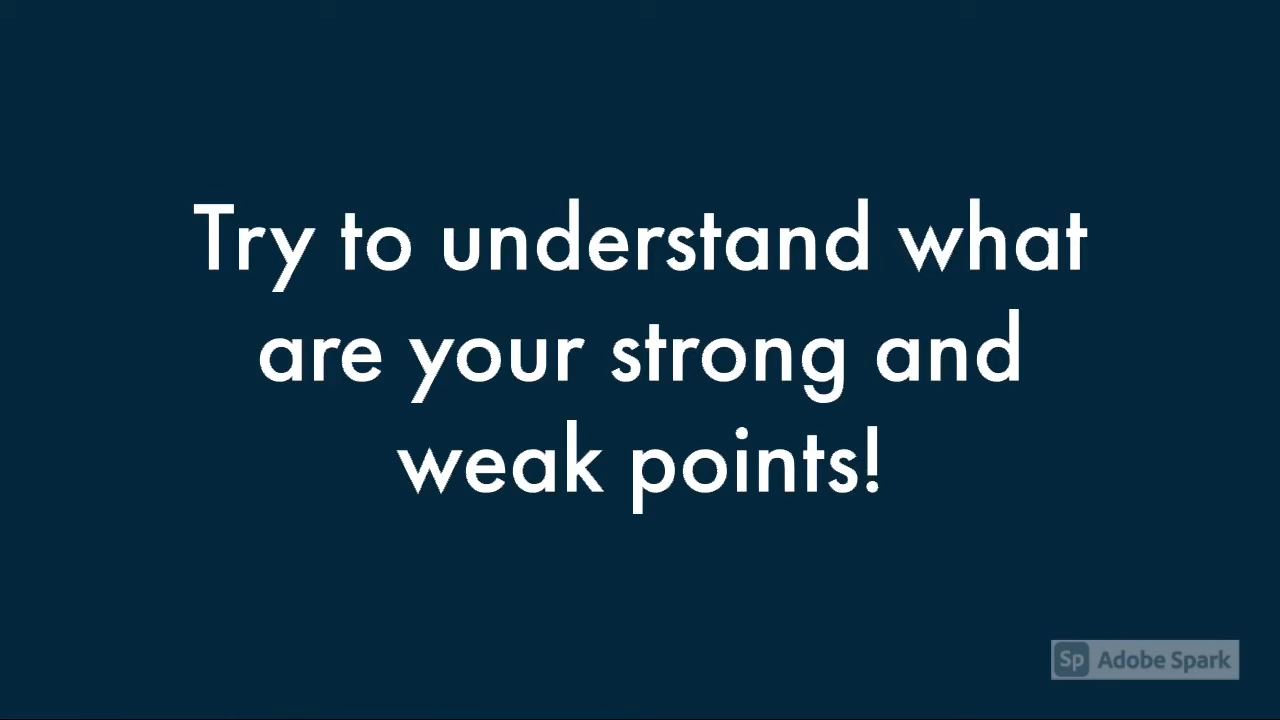 Try to understand what
are your strong and
weak points!
Sp Adobe Spark